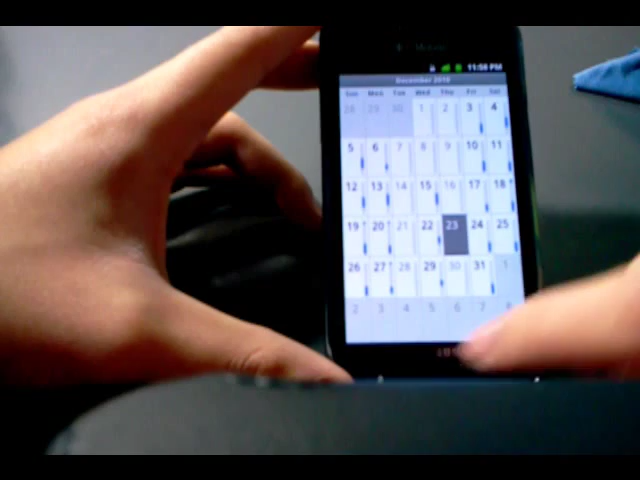 T · Mobile
11:58 PM
December 2010
Sun Mon Tue Wed Thu Fri Sat
28 29 30 1 2 3 4
5 6 7 8 9 10 11
12 13 14 15 16 17 18
19 20 21 22 23 24 25
26 27 28 29 30 31 1
2 3 4 5 6 7 8